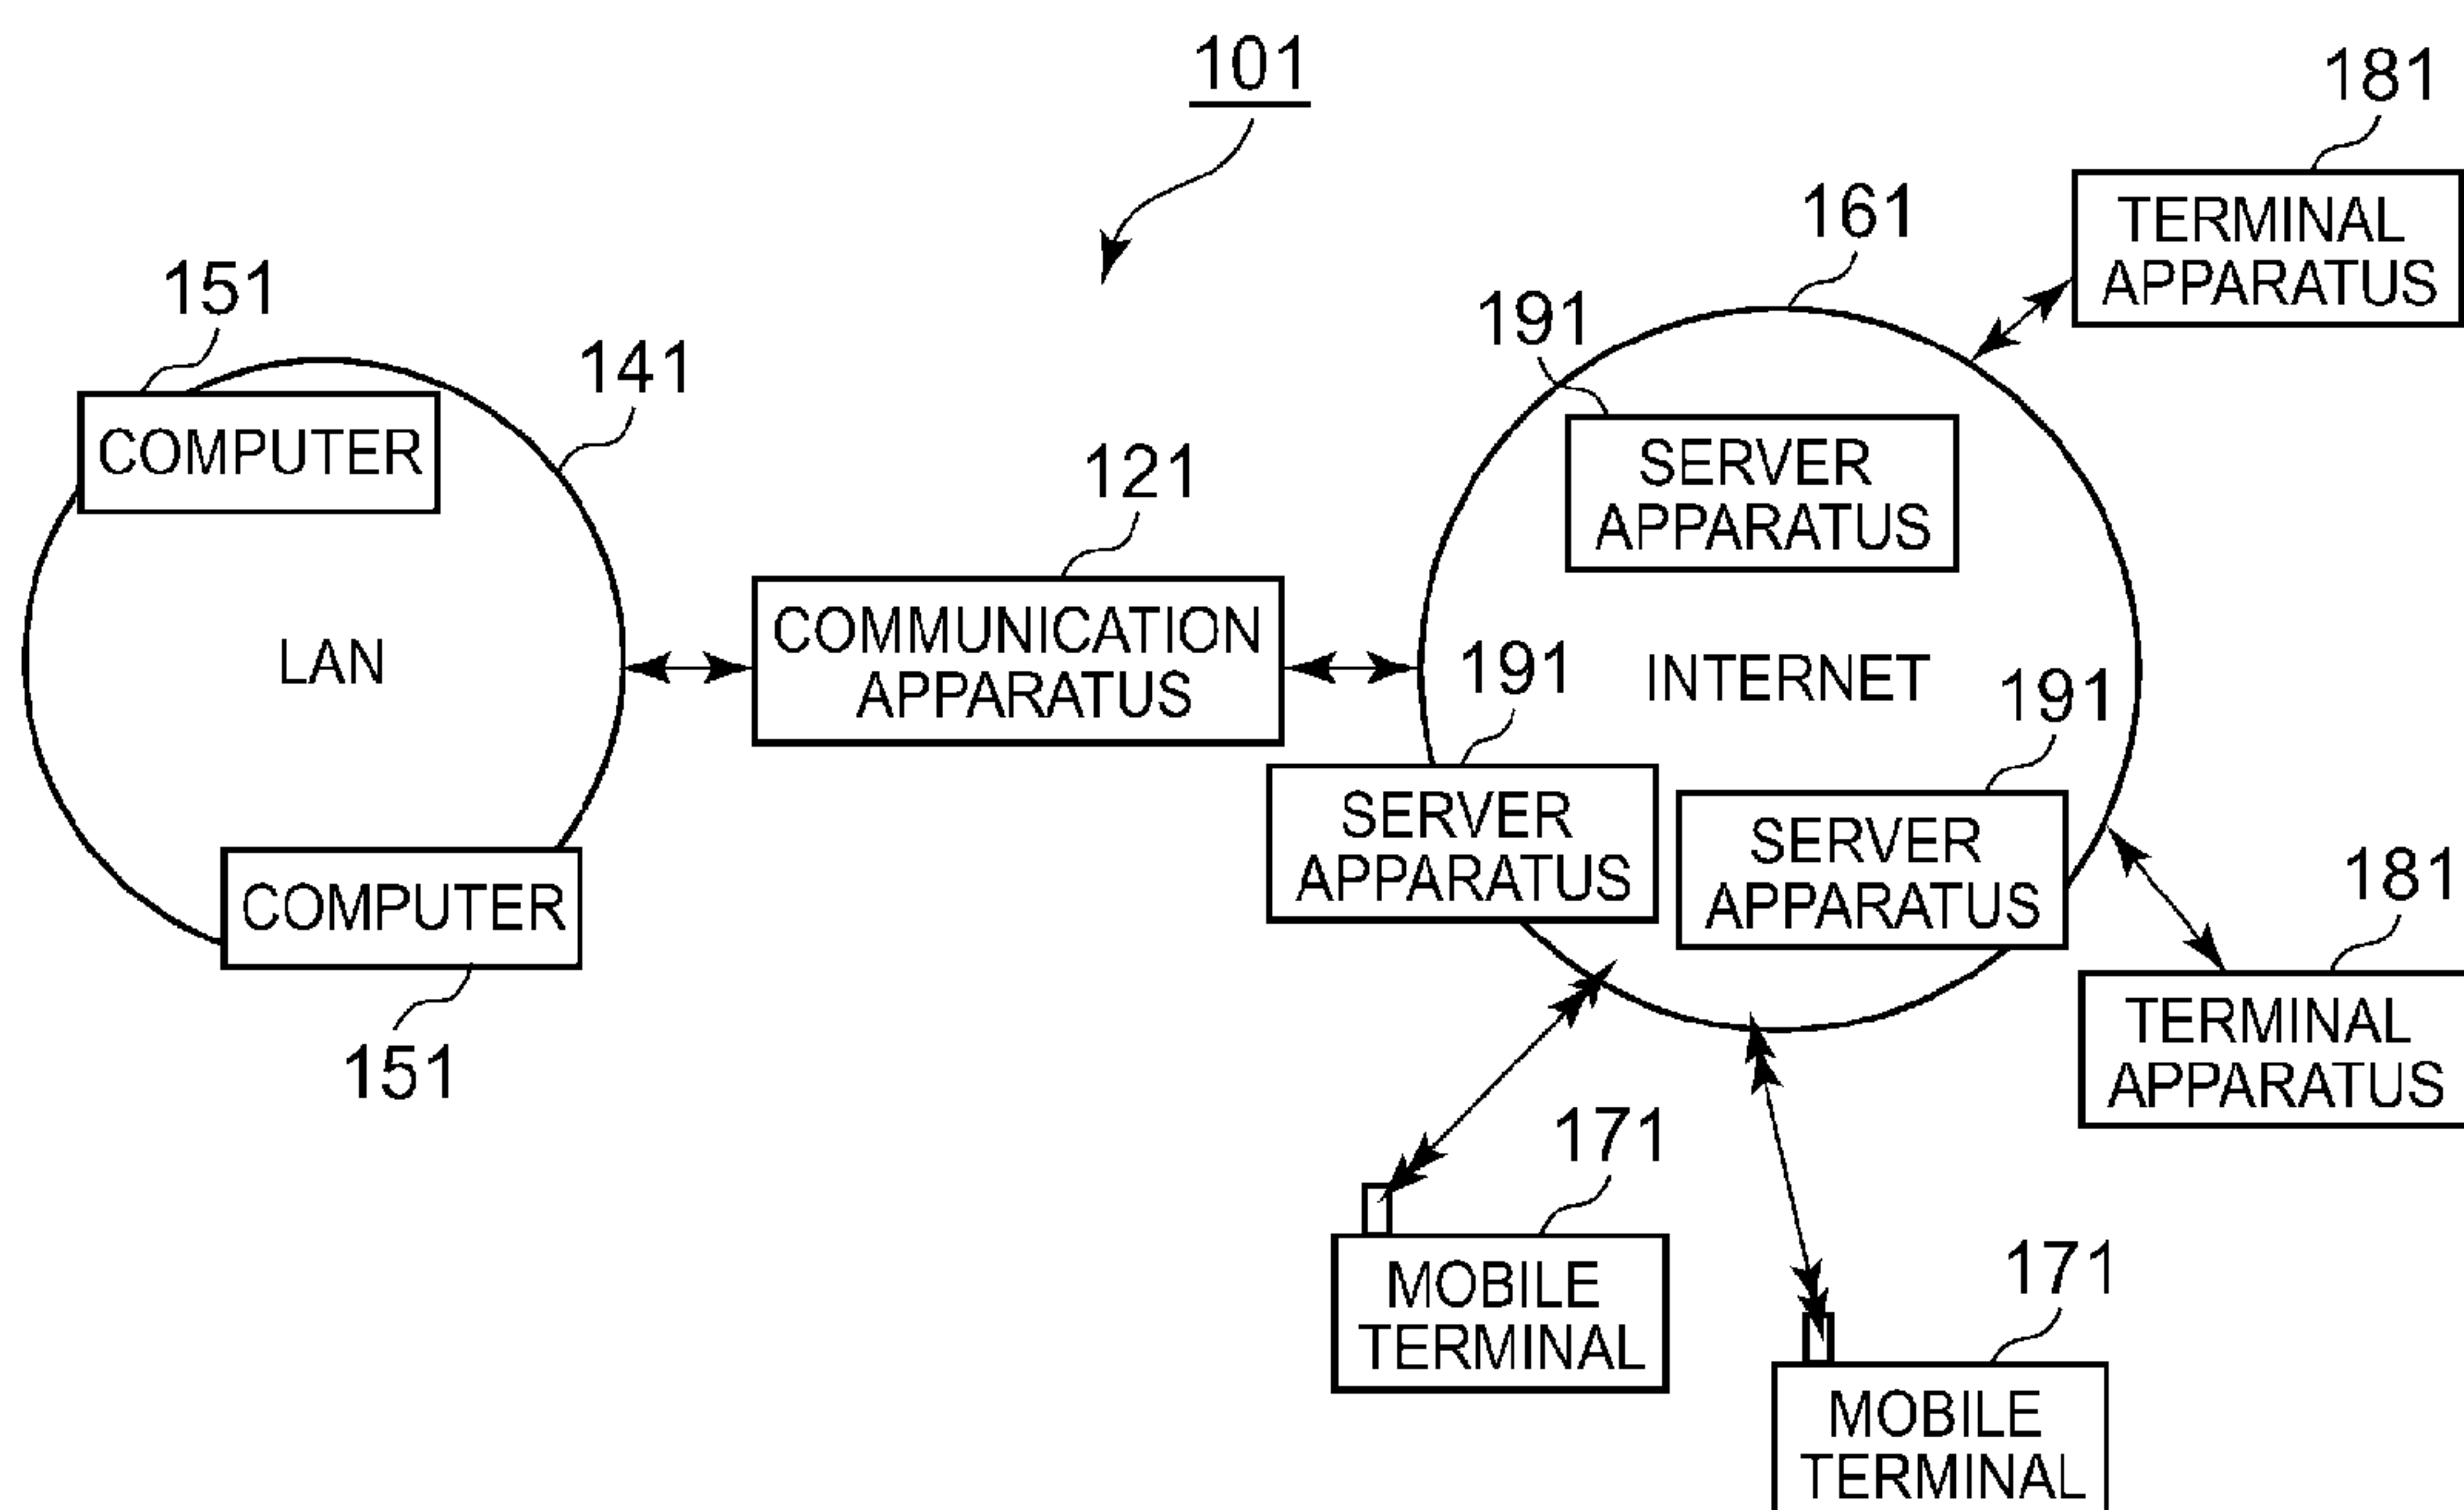 101
181
TERMINAL
APPARATUS
161
151
191
141
COMPUTER
SERVER
APPARATUS
121
COMMUNICATION
APPARATUS
LAN
191
INTERNET
191
SERVER
APPARATUS
SERVER
APPARATUS
COMPUTER
181
151
TERMINAL
APPARATUS
171
MOBILE
TERMINAL
171
MOBILE
TERMINAL